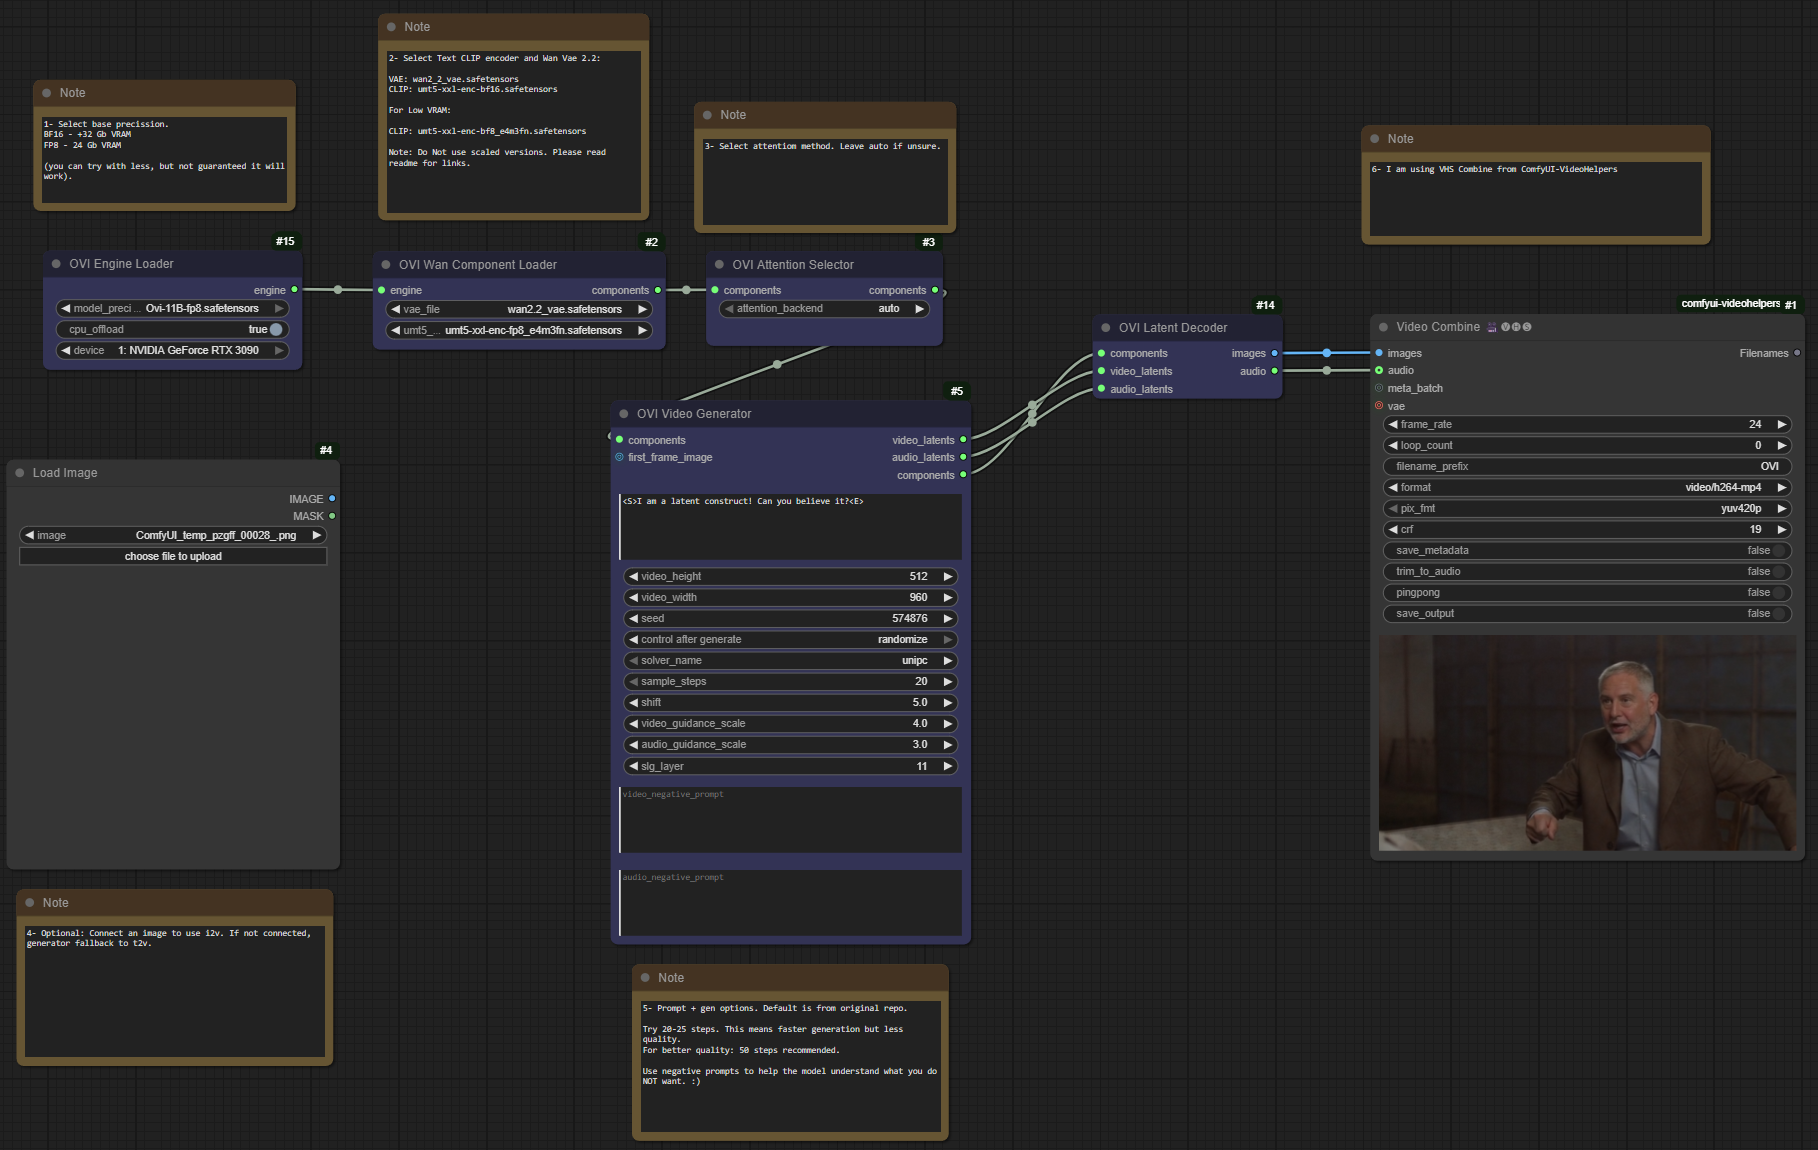 Note
1- Select base precission.
BF16 - +32 Gb VRAM
FP8 - 24 Gb VRAM
(you can try with less, but not guaranteed it will
work).
Note
2- Select Text CLIP encoder and Wan Vae 2.2:
VAE: wan2_2_vae.safetensors
CLIP: umt5-xxl-enc-bf16.safetensors
For Low VRAM:
CLIP: umt5-xxl-enc-bf8_e4m3fn.safetensors
Note: Do Not use scaled versions. Please read
readme for links.
Note
3- Select attentiom method. Leave auto if unsure.
Note
6- I am using VHS Combine from ComfyUI-VideoHelpers
#15
OVI Engine Loader
engine
model_preci ... Ovi-11B-fp8.safetensors
cpu_offload true
device 1: NVIDIA GeForce RTX 3090
#2
OVI Wan Component Loader
engine components
vae_file wan2.2_vae.safetensors
umt5_... umt5-xxl-enc-fp8_e4m3fn.safetensors
#3
OVI Attention Selector
components components
attention_backend auto
#14
OVI Latent Decoder
components images
video_latents audio
audio_latents
comfyui-videohelpers #1
Video Combine VHS
images Filenames
audio
meta_batch
vae
frame_rate 24
loop_count 0
filename_prefix OVI
format video/h264-mp4
pix_fmt yuv420p
crf 19
save_metadata false
trim_to_audio false
pingpong false
save_output false
#4
Load Image
IMAGE
MASK
image ComfyUI_temp_pzgff_00028_.png
choose file to upload
#5
OVI Video Generator
components video_latents
first_frame_image audio_latents
components
<S>I am a latent construct! Can you believe it?<E>
video_height 512
video_width 960
seed 574876
control after generate randomize
solver_name unipc
sample_steps 20
shift 5.0
video_guidance_scale 4.0
audio_guidance_scale 3.0
slg_layer 11
video_negative_prompt
audio_negative_prompt
Note
4- Optional: Connect an image to use i2v. If not connected,
generator fallback to t2v.
Note
5- Prompt + gen options. Default is from original repo.
Try 20-25 steps. This means faster generation but less
quality.
For better quality: 50 steps recommended.
Use negative prompts to help the model understand what you do
NOT want. :)